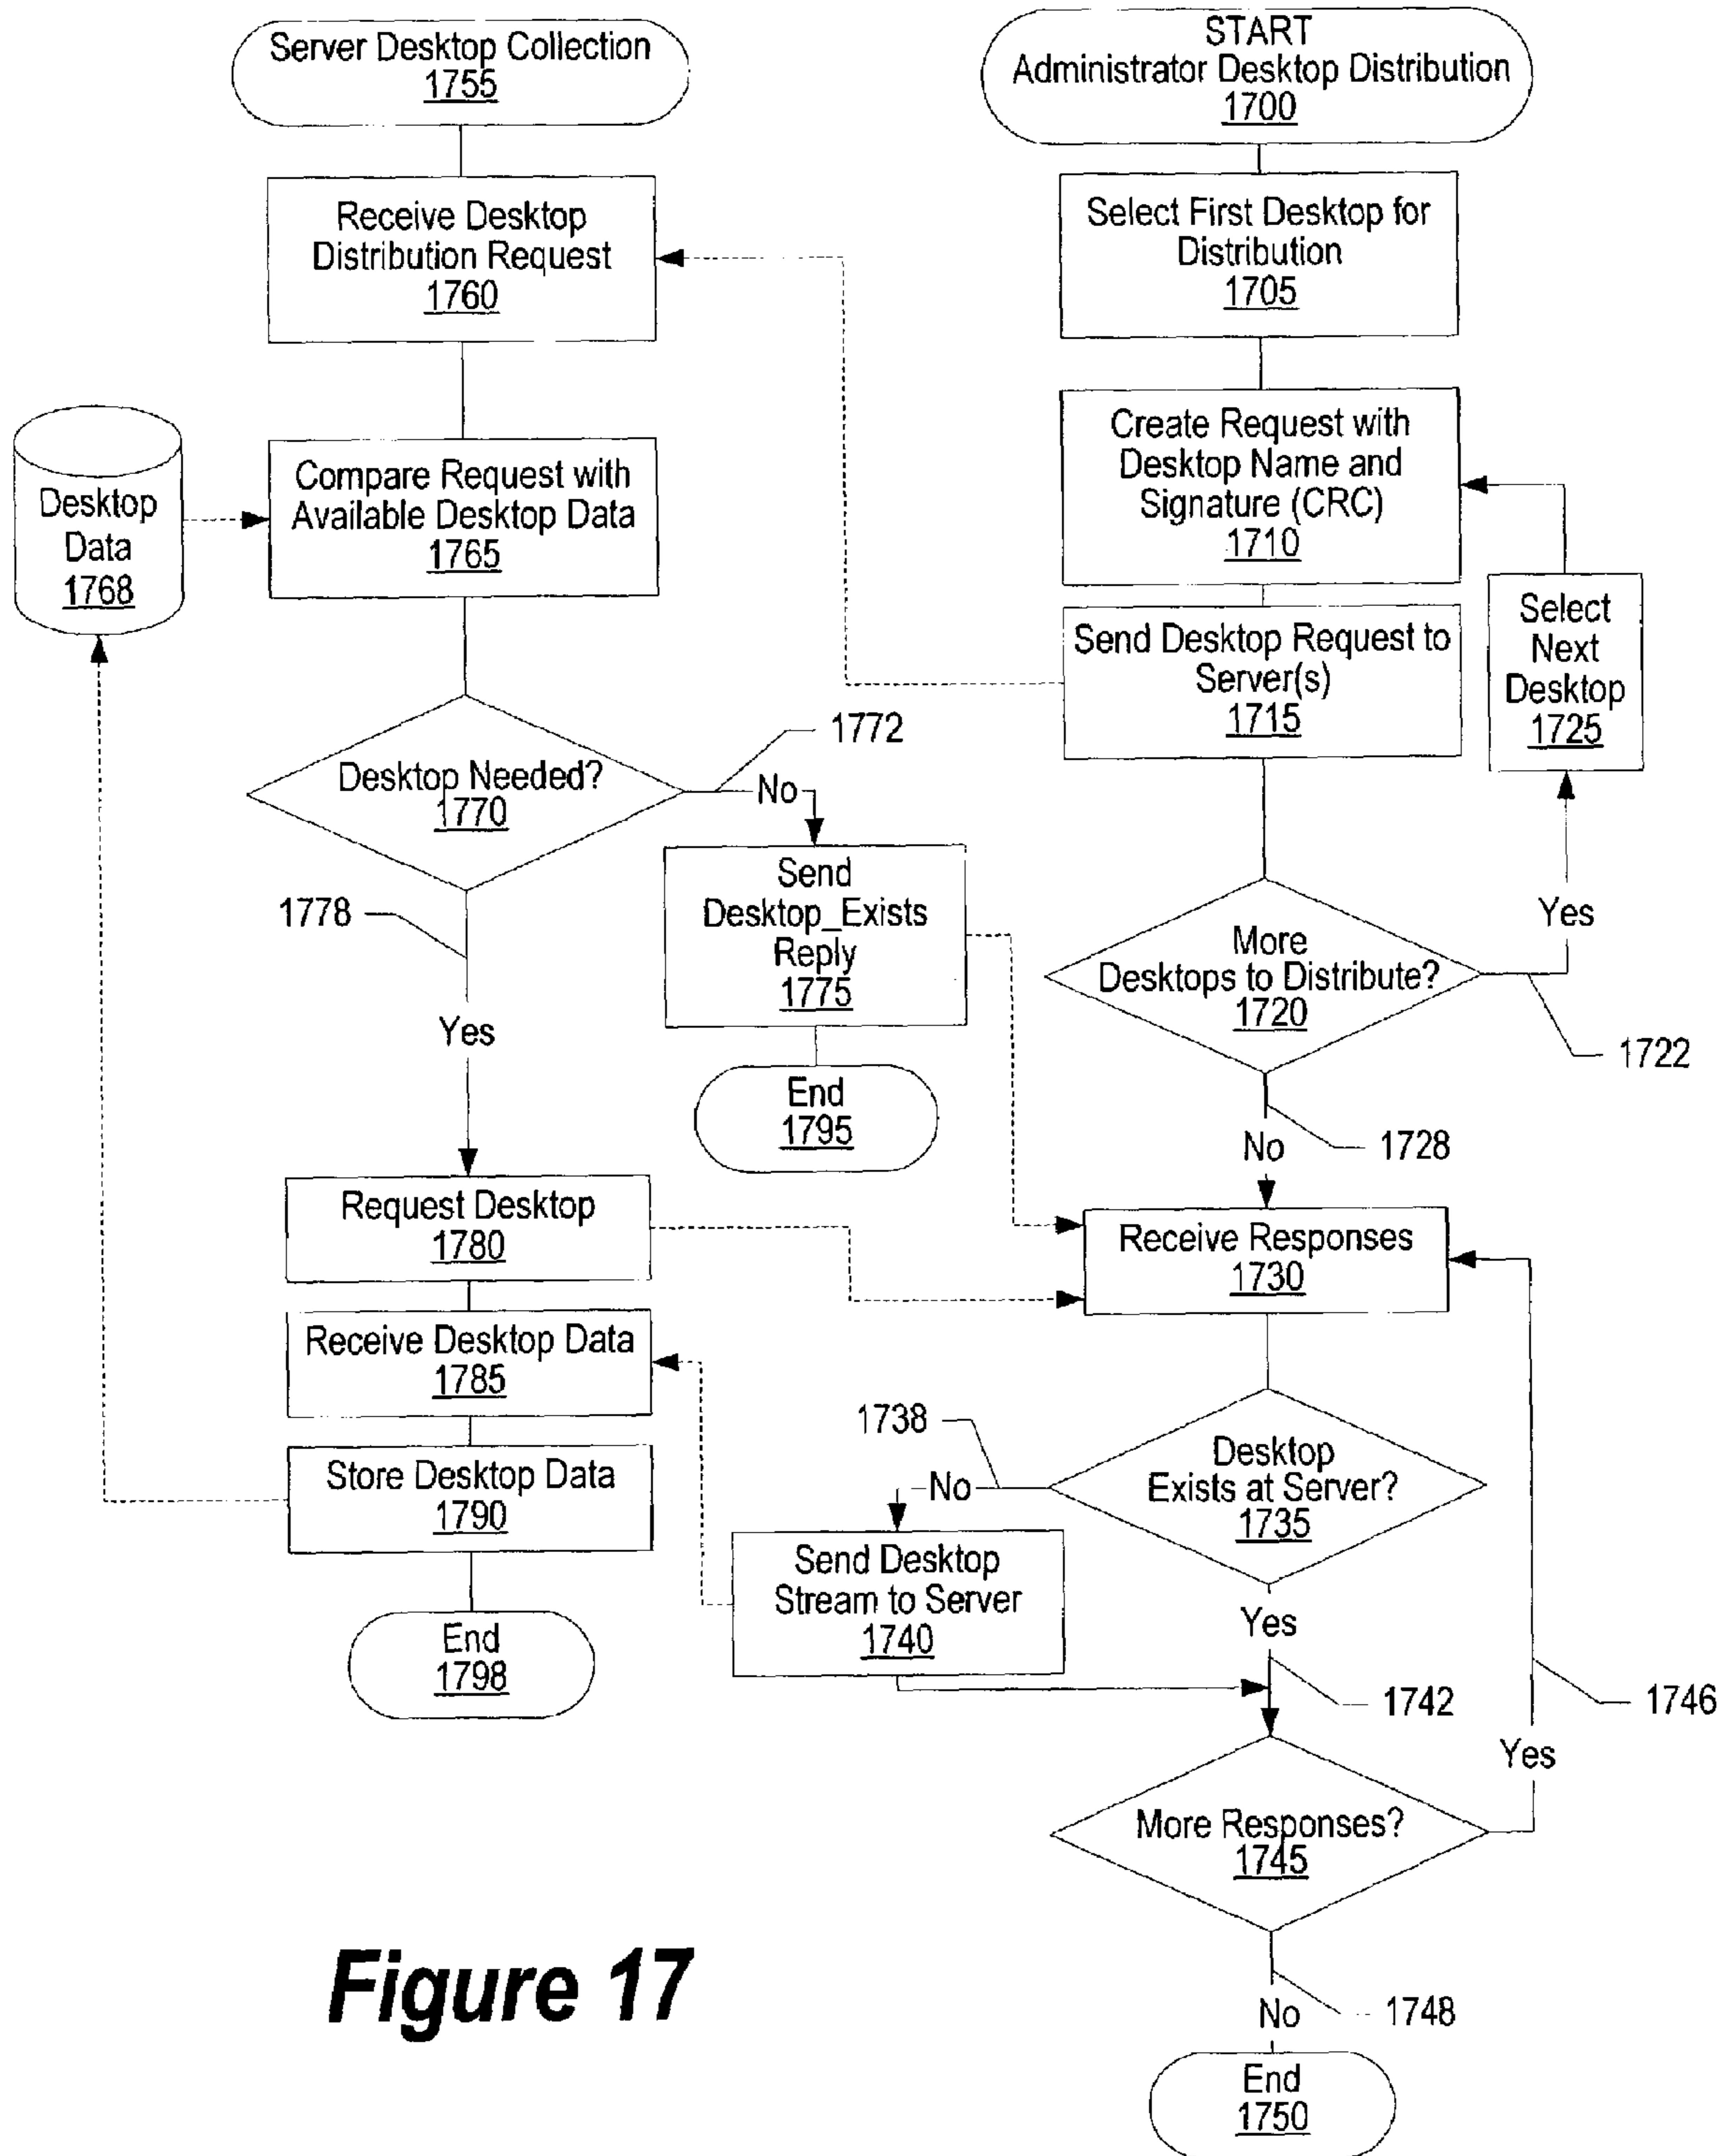 Server Desktop Collection
1755
START
Administrator Desktop Distribution
1700
Receive Desktop
Distribution Request
1760
Select First Desktop for
Distribution
1705
Desktop
Data
1768
Compare Request with
Available Desktop Data
1765
Create Request with
Desktop Name and
Signature (CRC)
1710
Send Desktop Request to
Server(s)
1715
Select
Next
Desktop
1725
Desktop Needed?
1770
1772
No
1778
Yes
Send
Desktop_Exists
Reply
1775
End
1795
More
Desktops to Distribute?
1720
Yes
1722
1728
No
Request Desktop
1780
Receive Responses
1730
Receive Desktop Data
1785
Store Desktop Data
1790
End
1798
1738
No
Desktop
Exists at Server?
1735
Send Desktop
Stream to Server
1740
Yes
1742
1746
Yes
More Responses?
1745
No
1748
End
1750
Figure 17